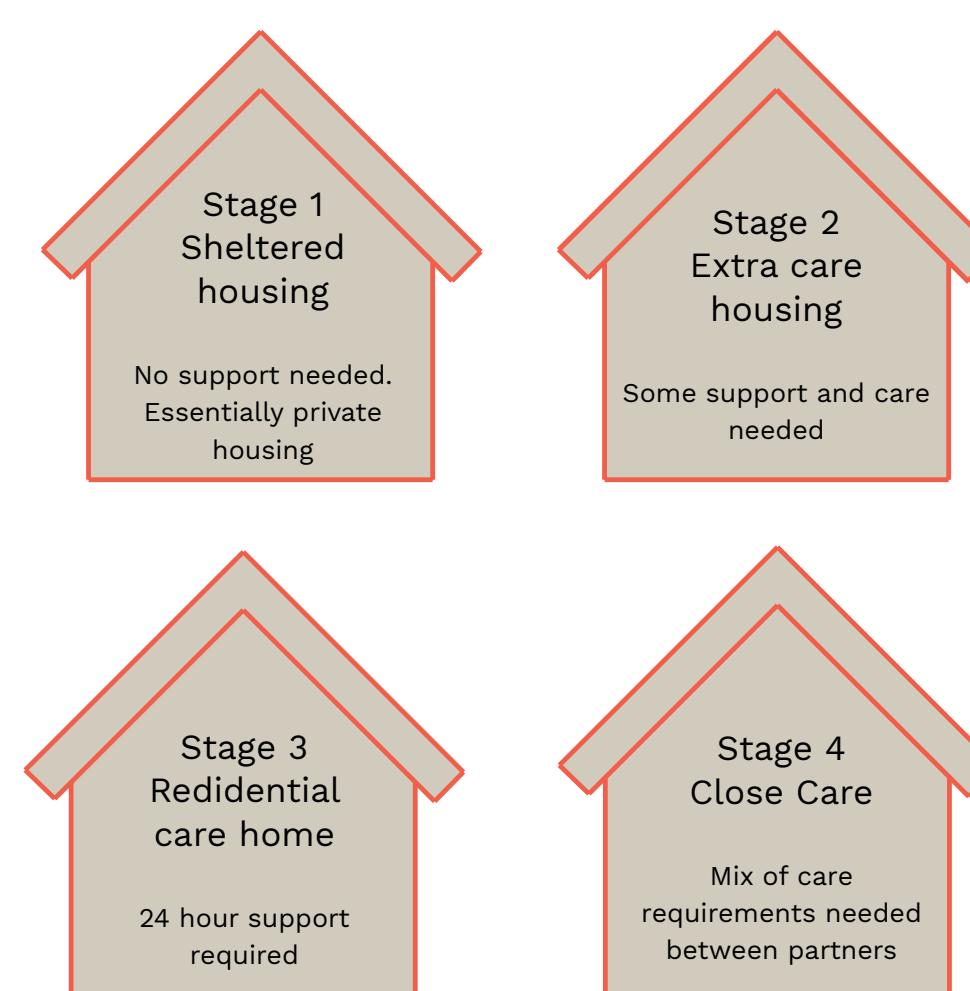 Stage 1
Sheltered
housing
No support needed.
Essentially private
housing
Stage 2
Extra care
housing
Some support and care
needed
Stage 3
Redidential
care home
24 hour support
required
Stage 4
Close Care
Mix of care
requirements needed
between partners